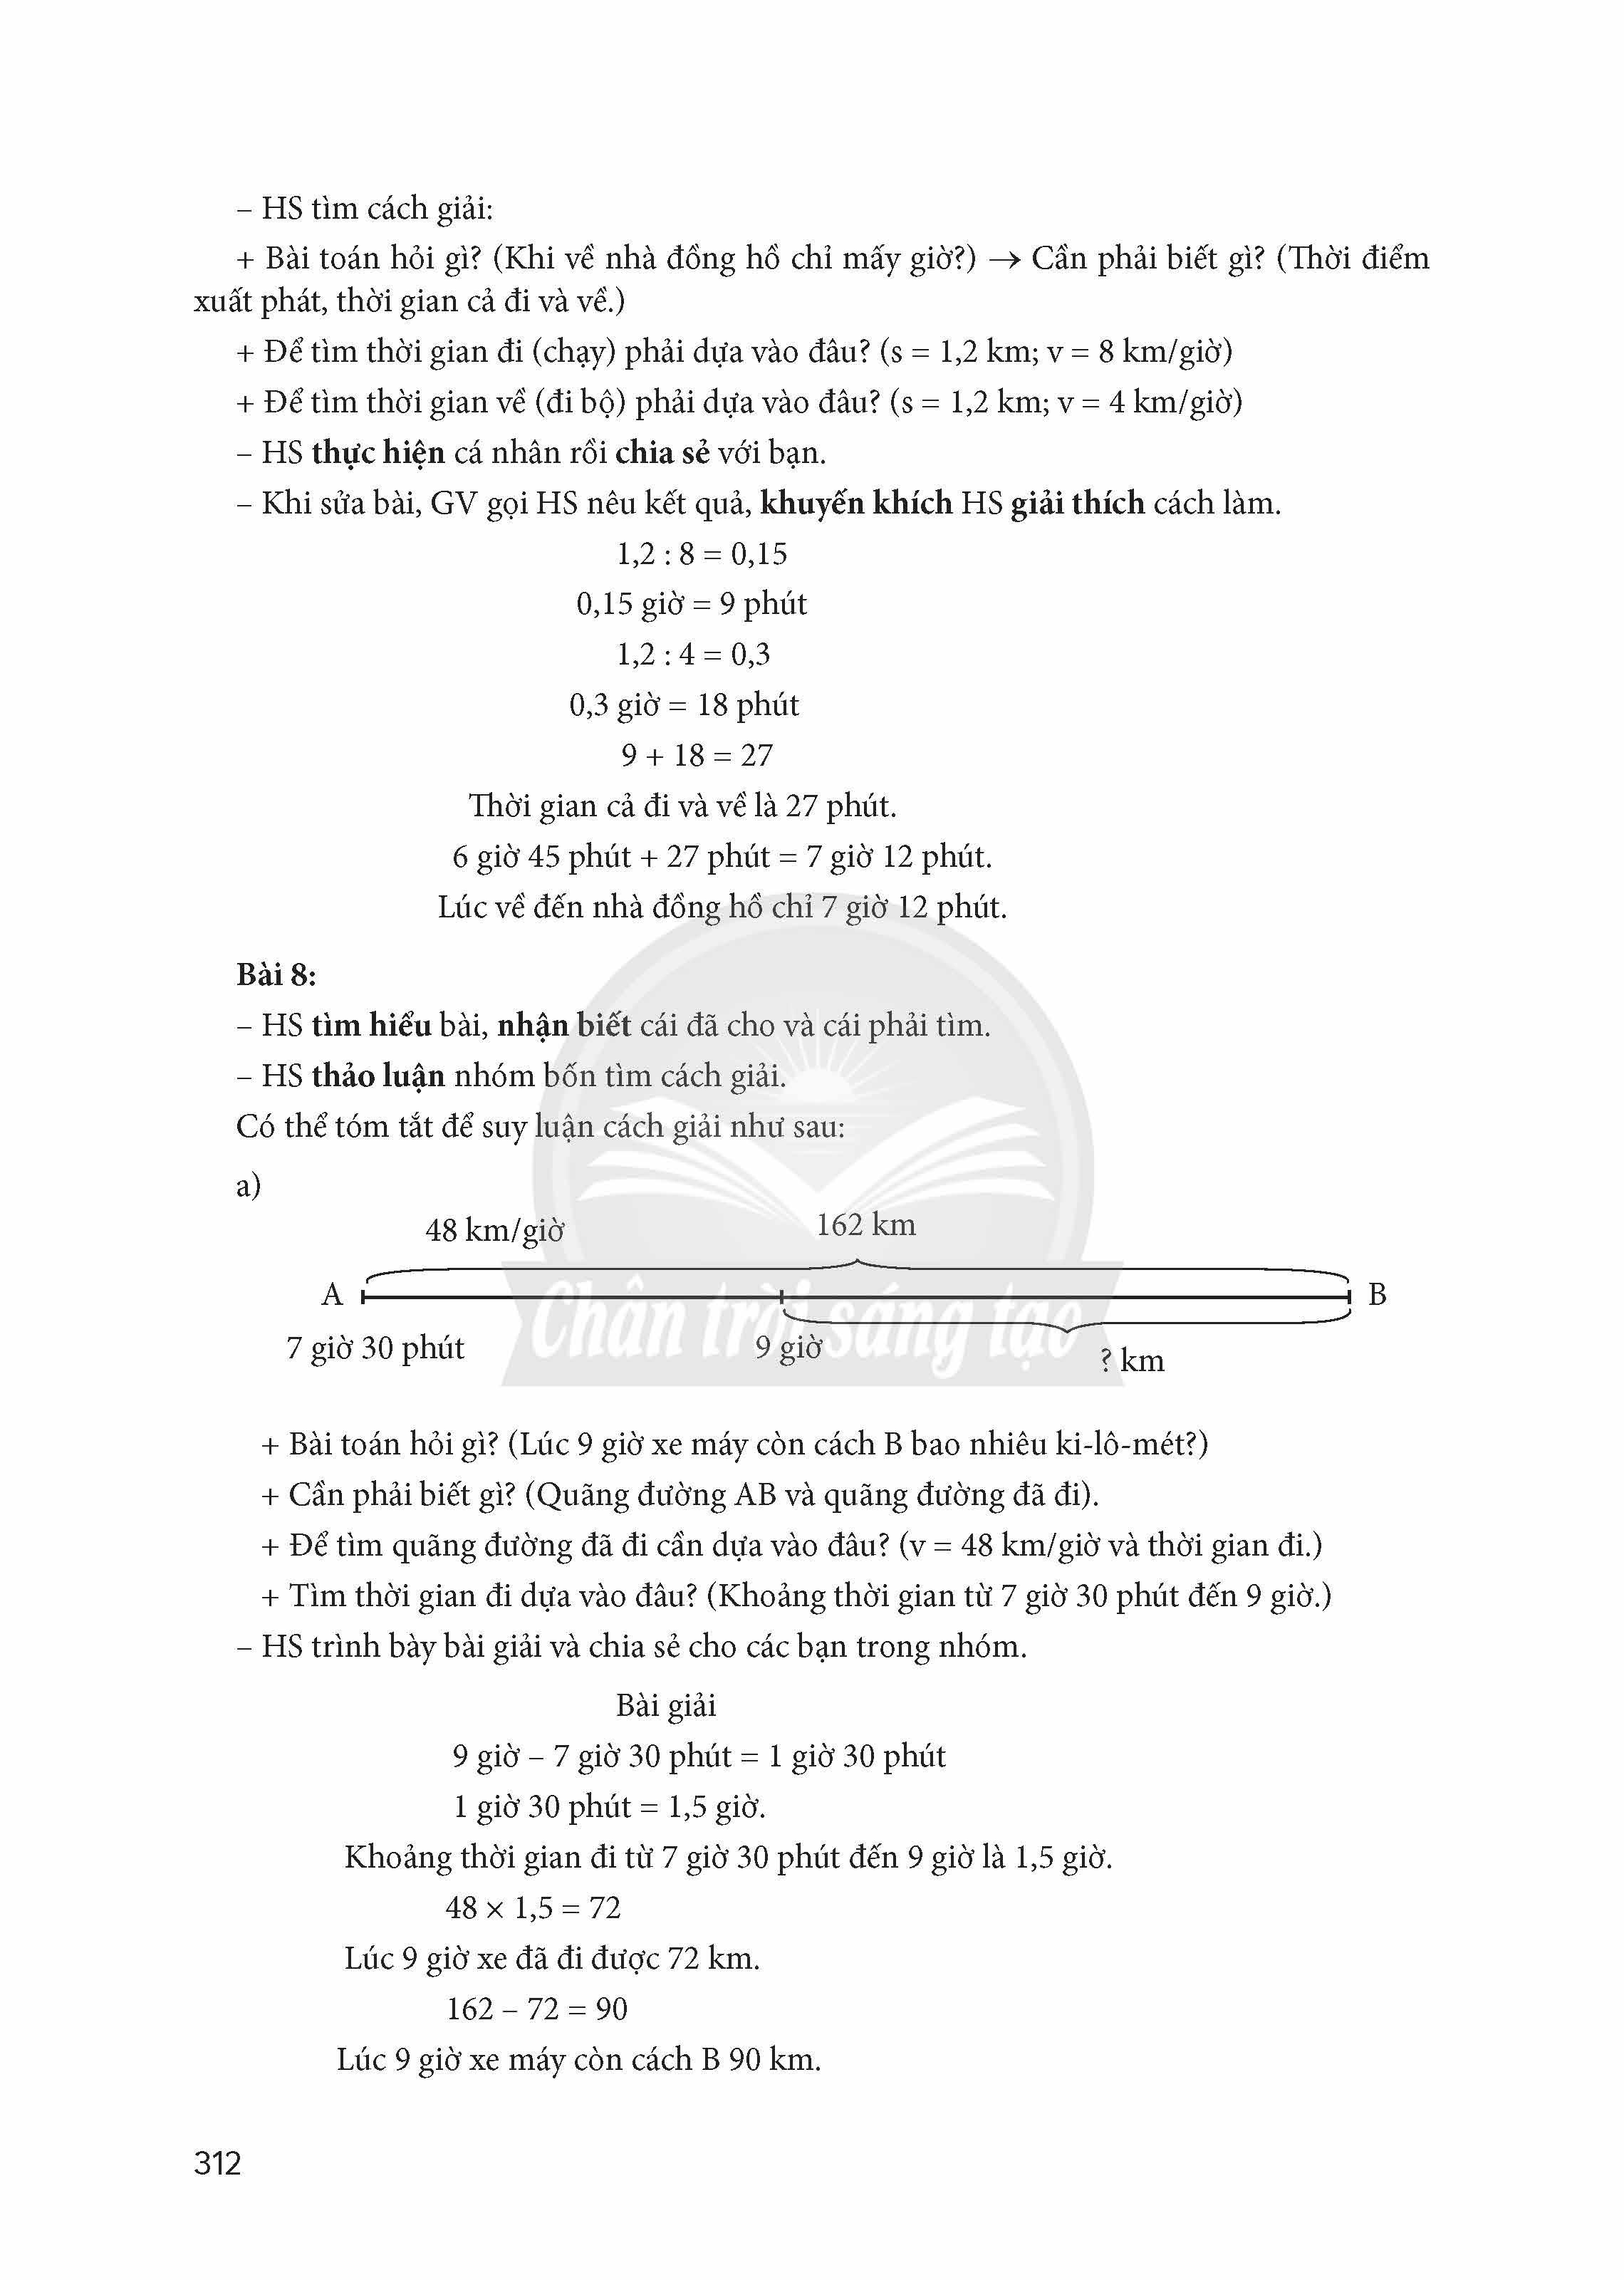 – HS tìm cách giải:
+ Bài toán hỏi gì? (Khi về nhà đồng hồ chỉ mấy giờ?) → Cần phải biết gì? (Thời điểm
xuất phát, thời gian cả đi và về.)
+ Để tìm thời gian đi (chạy) phải dựa vào đâu? (s = 1,2 km; v = 8 km/giờ)
+ Để tìm thời gian về (đi bộ) phải dựa vào đâu? (s = 1,2 km; v = 4 km/giờ)
– HS thực hiện cá nhân rồi chia sẻ với bạn.
– Khi sửa bài, GV gọi HS nêu kết quả, khuyến khích HS giải thích cách làm.
1,2 : 8 = 0,15
0,15 giờ = 9 phút
1,2 : 4 = 0,3
0,3 giờ = 18 phút
9 + 18 = 27
Thời gian cả đi và về là 27 phút.
6 giờ 45 phút + 27 phút = 7 giờ 12 phút.
Lúc về đến nhà đồng hồ chỉ 7 giờ 12 phút.
Bài 8:
– HS tìm hiểu bài, nhận biết cái đã cho và cái phải tìm.
– HS thảo luận nhóm bốn tìm cách giải.
Có thể tóm tắt để suy luận cách giải như sau:
a)
48 km/giờ 162 km
A B
Chân trời sáng tạo
7 giờ 30 phút 9 giờ ? km
+ Bài toán hỏi gì? (Lúc 9 giờ xe máy còn cách B bao nhiêu ki-lô-mét?)
+ Cần phải biết gì? (Quãng đường AB và quãng đường đã đi).
+ Để tìm quãng đường đã đi cần dựa vào đâu? (v = 48 km/giờ và thời gian đi.)
+ Tìm thời gian đi dựa vào đâu? (Khoảng thời gian từ 7 giờ 30 phút đến 9 giờ.)
– HS trình bày bài giải và chia sẻ cho các bạn trong nhóm.
Bài giải
9 giờ – 7 giờ 30 phút = 1 giờ 30 phút
1 giờ 30 phút = 1,5 giờ.
Khoảng thời gian đi từ 7 giờ 30 phút đến 9 giờ là 1,5 giờ.
48 × 1,5 = 72
Lúc 9 giờ xe đã đi được 72 km.
162 – 72 = 90
Lúc 9 giờ xe máy còn cách B 90 km.
312